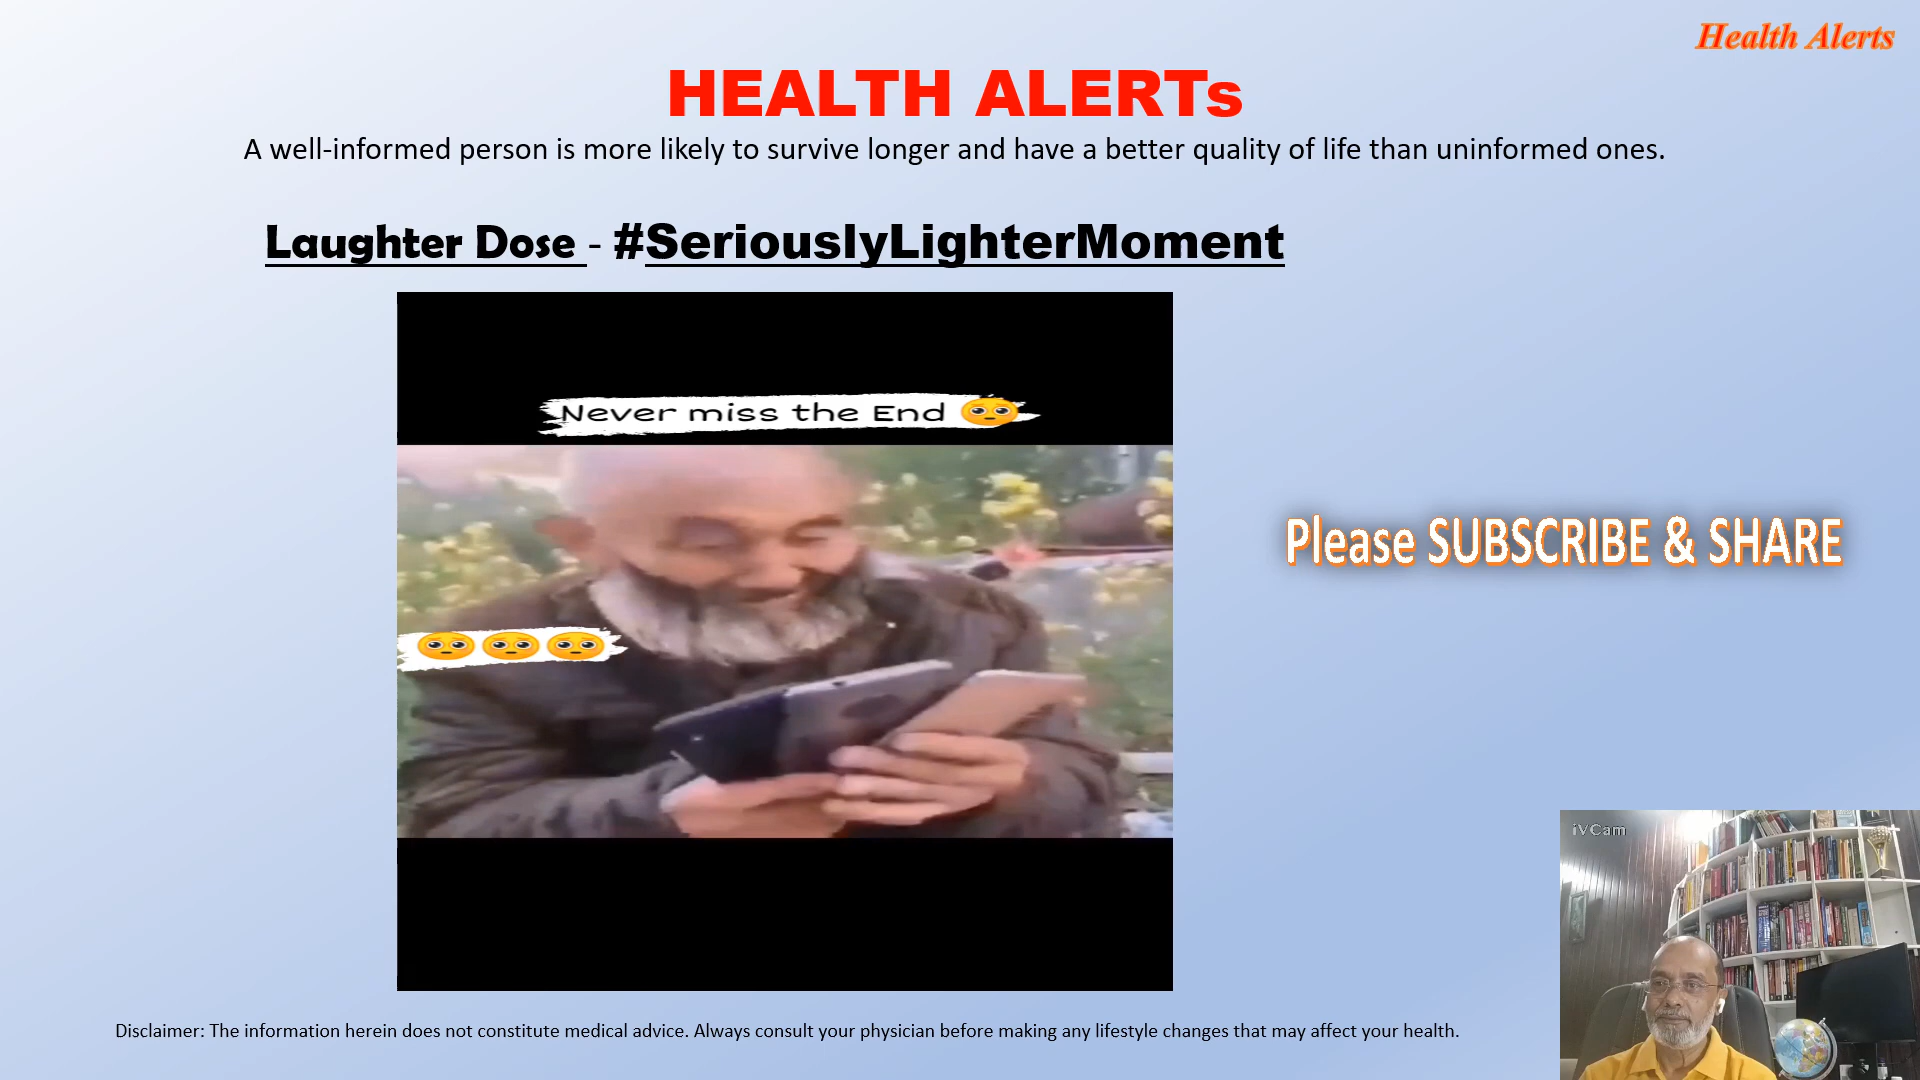 Health Alerts
HEALTH ALERTs
A well-informed person is more likely to survive longer and have a better quality of life than uninformed ones.
Laughter Dose - #SeriouslyLighterMoment
Never miss the End 🥺
🥺🥺🥺
Please SUBSCRIBE & SHARE
iVCam
Disclaimer: The information herein does not constitute medical advice. Always consult your physician before making any lifestyle changes that may affect your health.